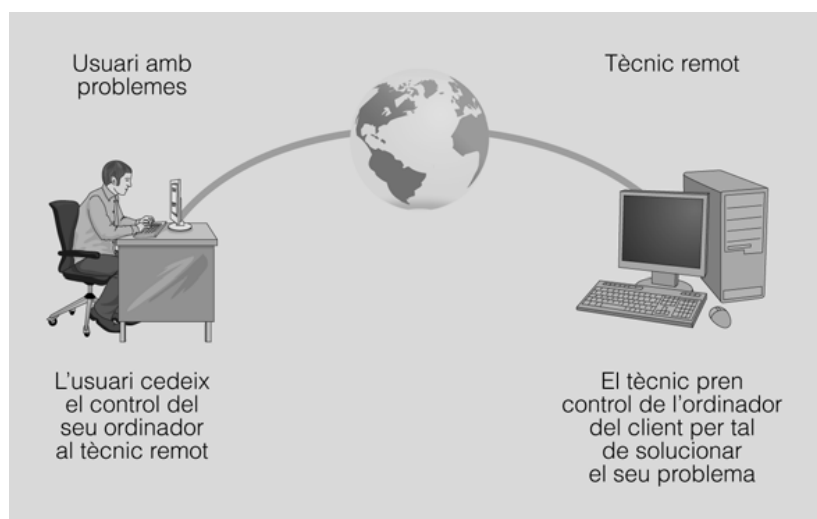 Usuari amb
problemes
Tècnic remot
L'usuari cedeix
el control del
seu ordinador
al tècnic remot
El tècnic pren
control de l'ordinador
del client per tal
de solucionar
el seu problema